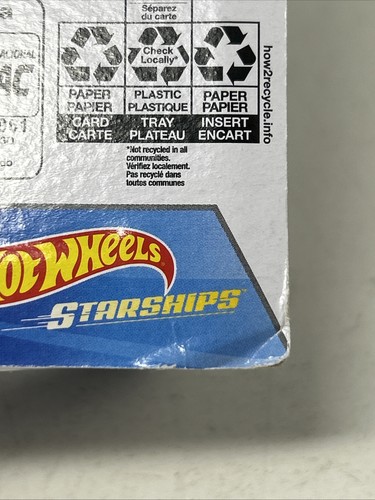 Séparez
du carte
Check
Locally*
PAPER
PAPIER
PLASTIC
PLASTIQUE
PAPER
PAPIER
CARD
CARTE
TRAY
PLATEAU
INSERT
ENCART
*Not recycled in all
communities.
Vérifiez localement.
Pas recyclé dans
toutes communes
how2recycle.info
HOT WHEELS
STARSHIPS™